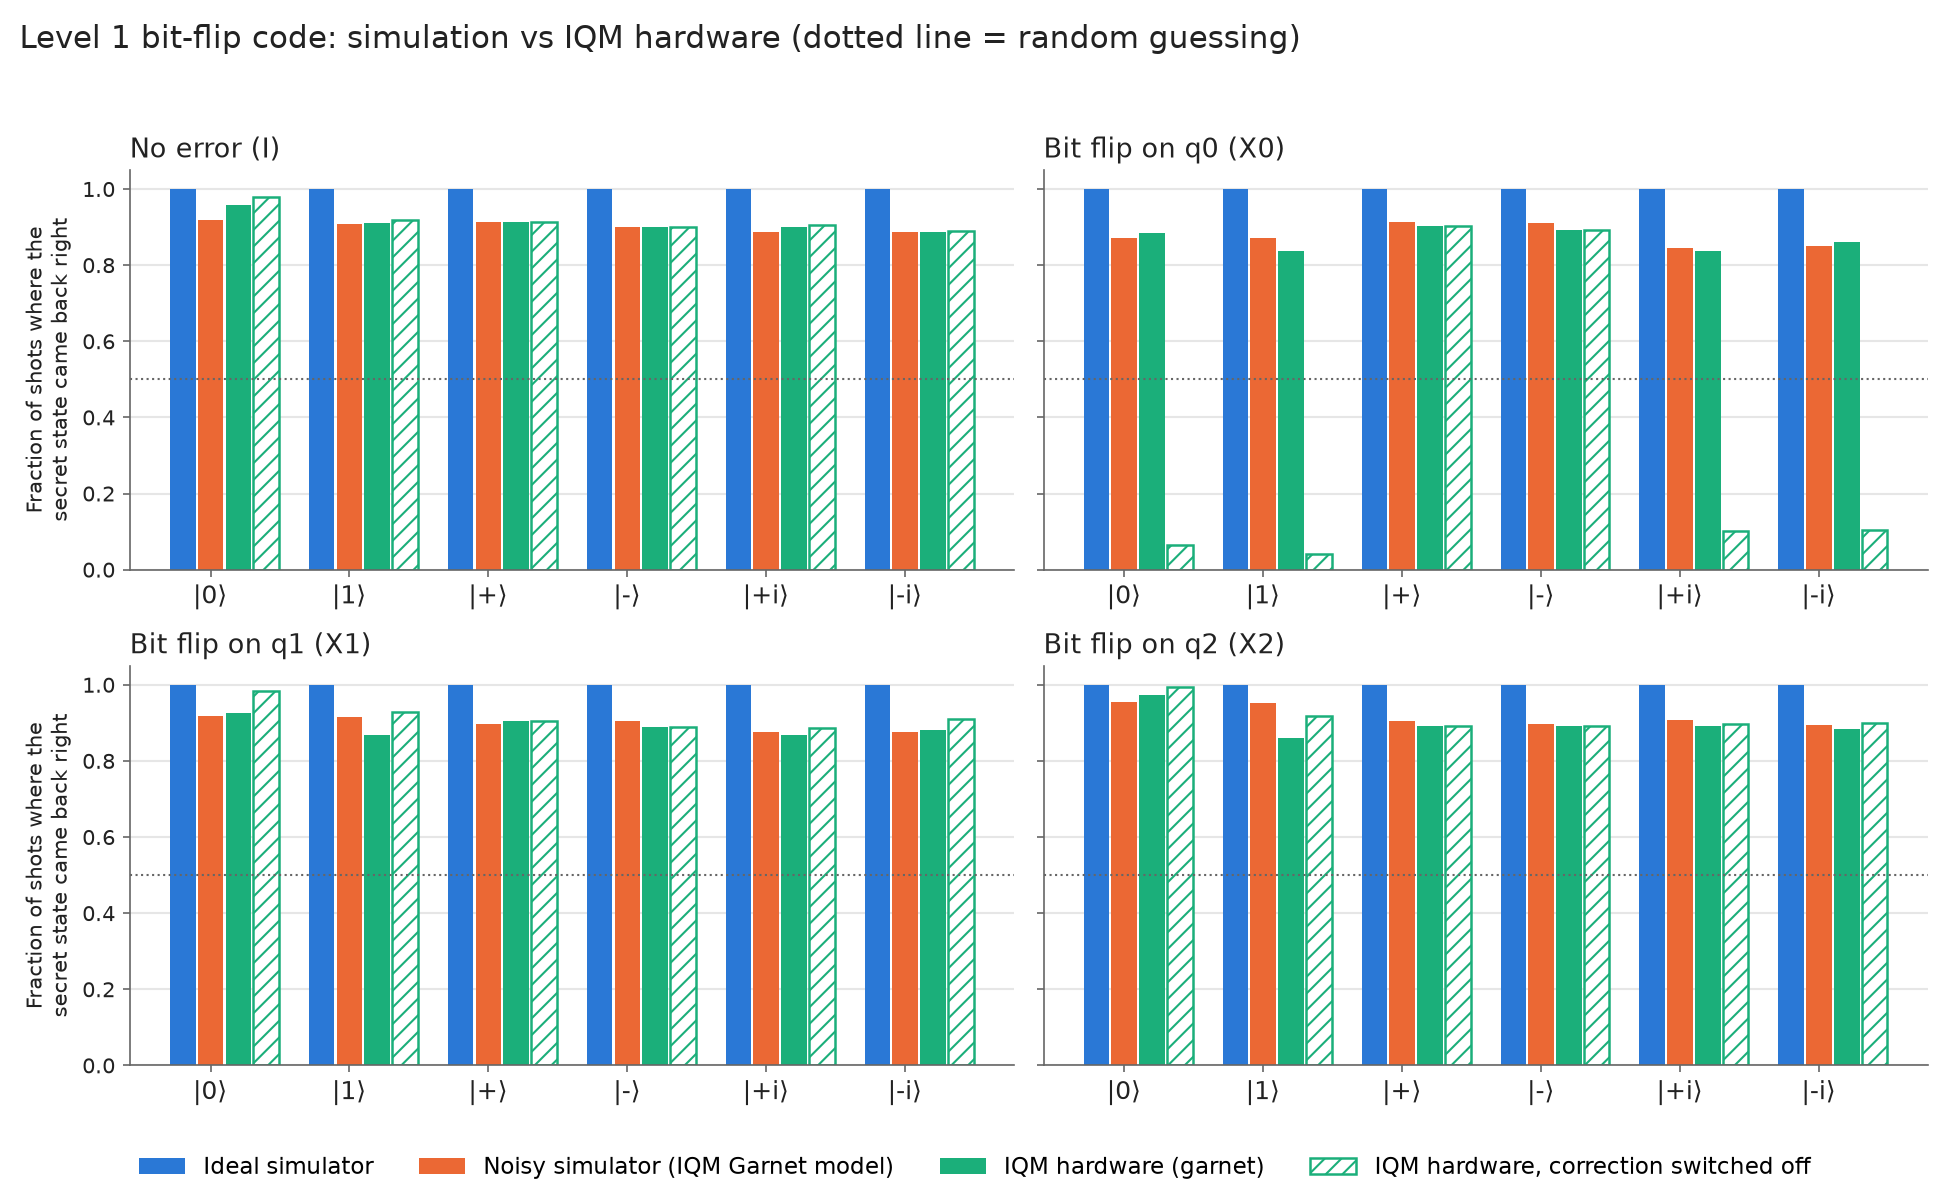 Level 1 bit-flip code: simulation vs IQM hardware (dotted line = random guessing)
No error (I)
Fraction of shots where the
secret state came back right
1.0
0.8
0.6
0.4
0.2
0.0
|0⟩ |1⟩ |+⟩ |-⟩ |+i⟩ |-i⟩
Bit flip on q0 (X0)
|0⟩ |1⟩ |+⟩ |-⟩ |+i⟩ |-i⟩
Bit flip on q1 (X1)
Fraction of shots where the
secret state came back right
1.0
0.8
0.6
0.4
0.2
0.0
|0⟩ |1⟩ |+⟩ |-⟩ |+i⟩ |-i⟩
Bit flip on q2 (X2)
|0⟩ |1⟩ |+⟩ |-⟩ |+i⟩ |-i⟩
Ideal simulator
Noisy simulator (IQM Garnet model)
IQM hardware (garnet)
IQM hardware, correction switched off